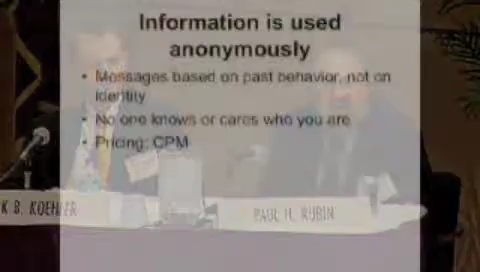 Information is used
anonymously
• Messages based on past behavior, not on
identity
• No one knows or cares who you are
• Pricing: CPM
K B. KOEHLER
PAUL H. RUBIN